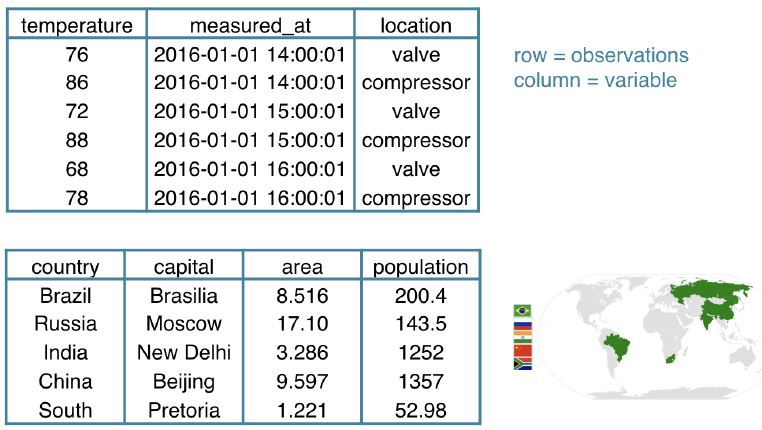 temperature measured_at location
76 2016-01-01 14:00:01 valve
86 2016-01-01 14:00:01 compressor
72 2016-01-01 15:00:01 valve
88 2016-01-01 15:00:01 compressor
68 2016-01-01 16:00:01 valve
78 2016-01-01 16:00:01 compressor
row = observations
column = variable
country capital area population
Brazil Brasilia 8.516 200.4
Russia Moscow 17.10 143.5
India New Delhi 3.286 1252
China Beijing 9.597 1357
South Pretoria 1.221 52.98